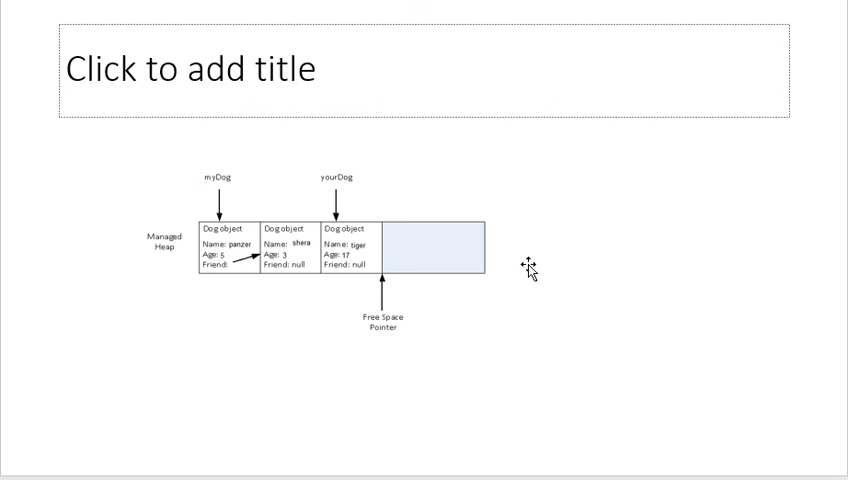 Click to add title
myDog
yourDog
Managed
Heap
Dog object
Name: panzer
Age: 5
Friend:
Dog object
Name: shera
Age: 3
Friend: null
Dog object
Name: tiger
Age: 17
Friend: null
Free Space
Pointer